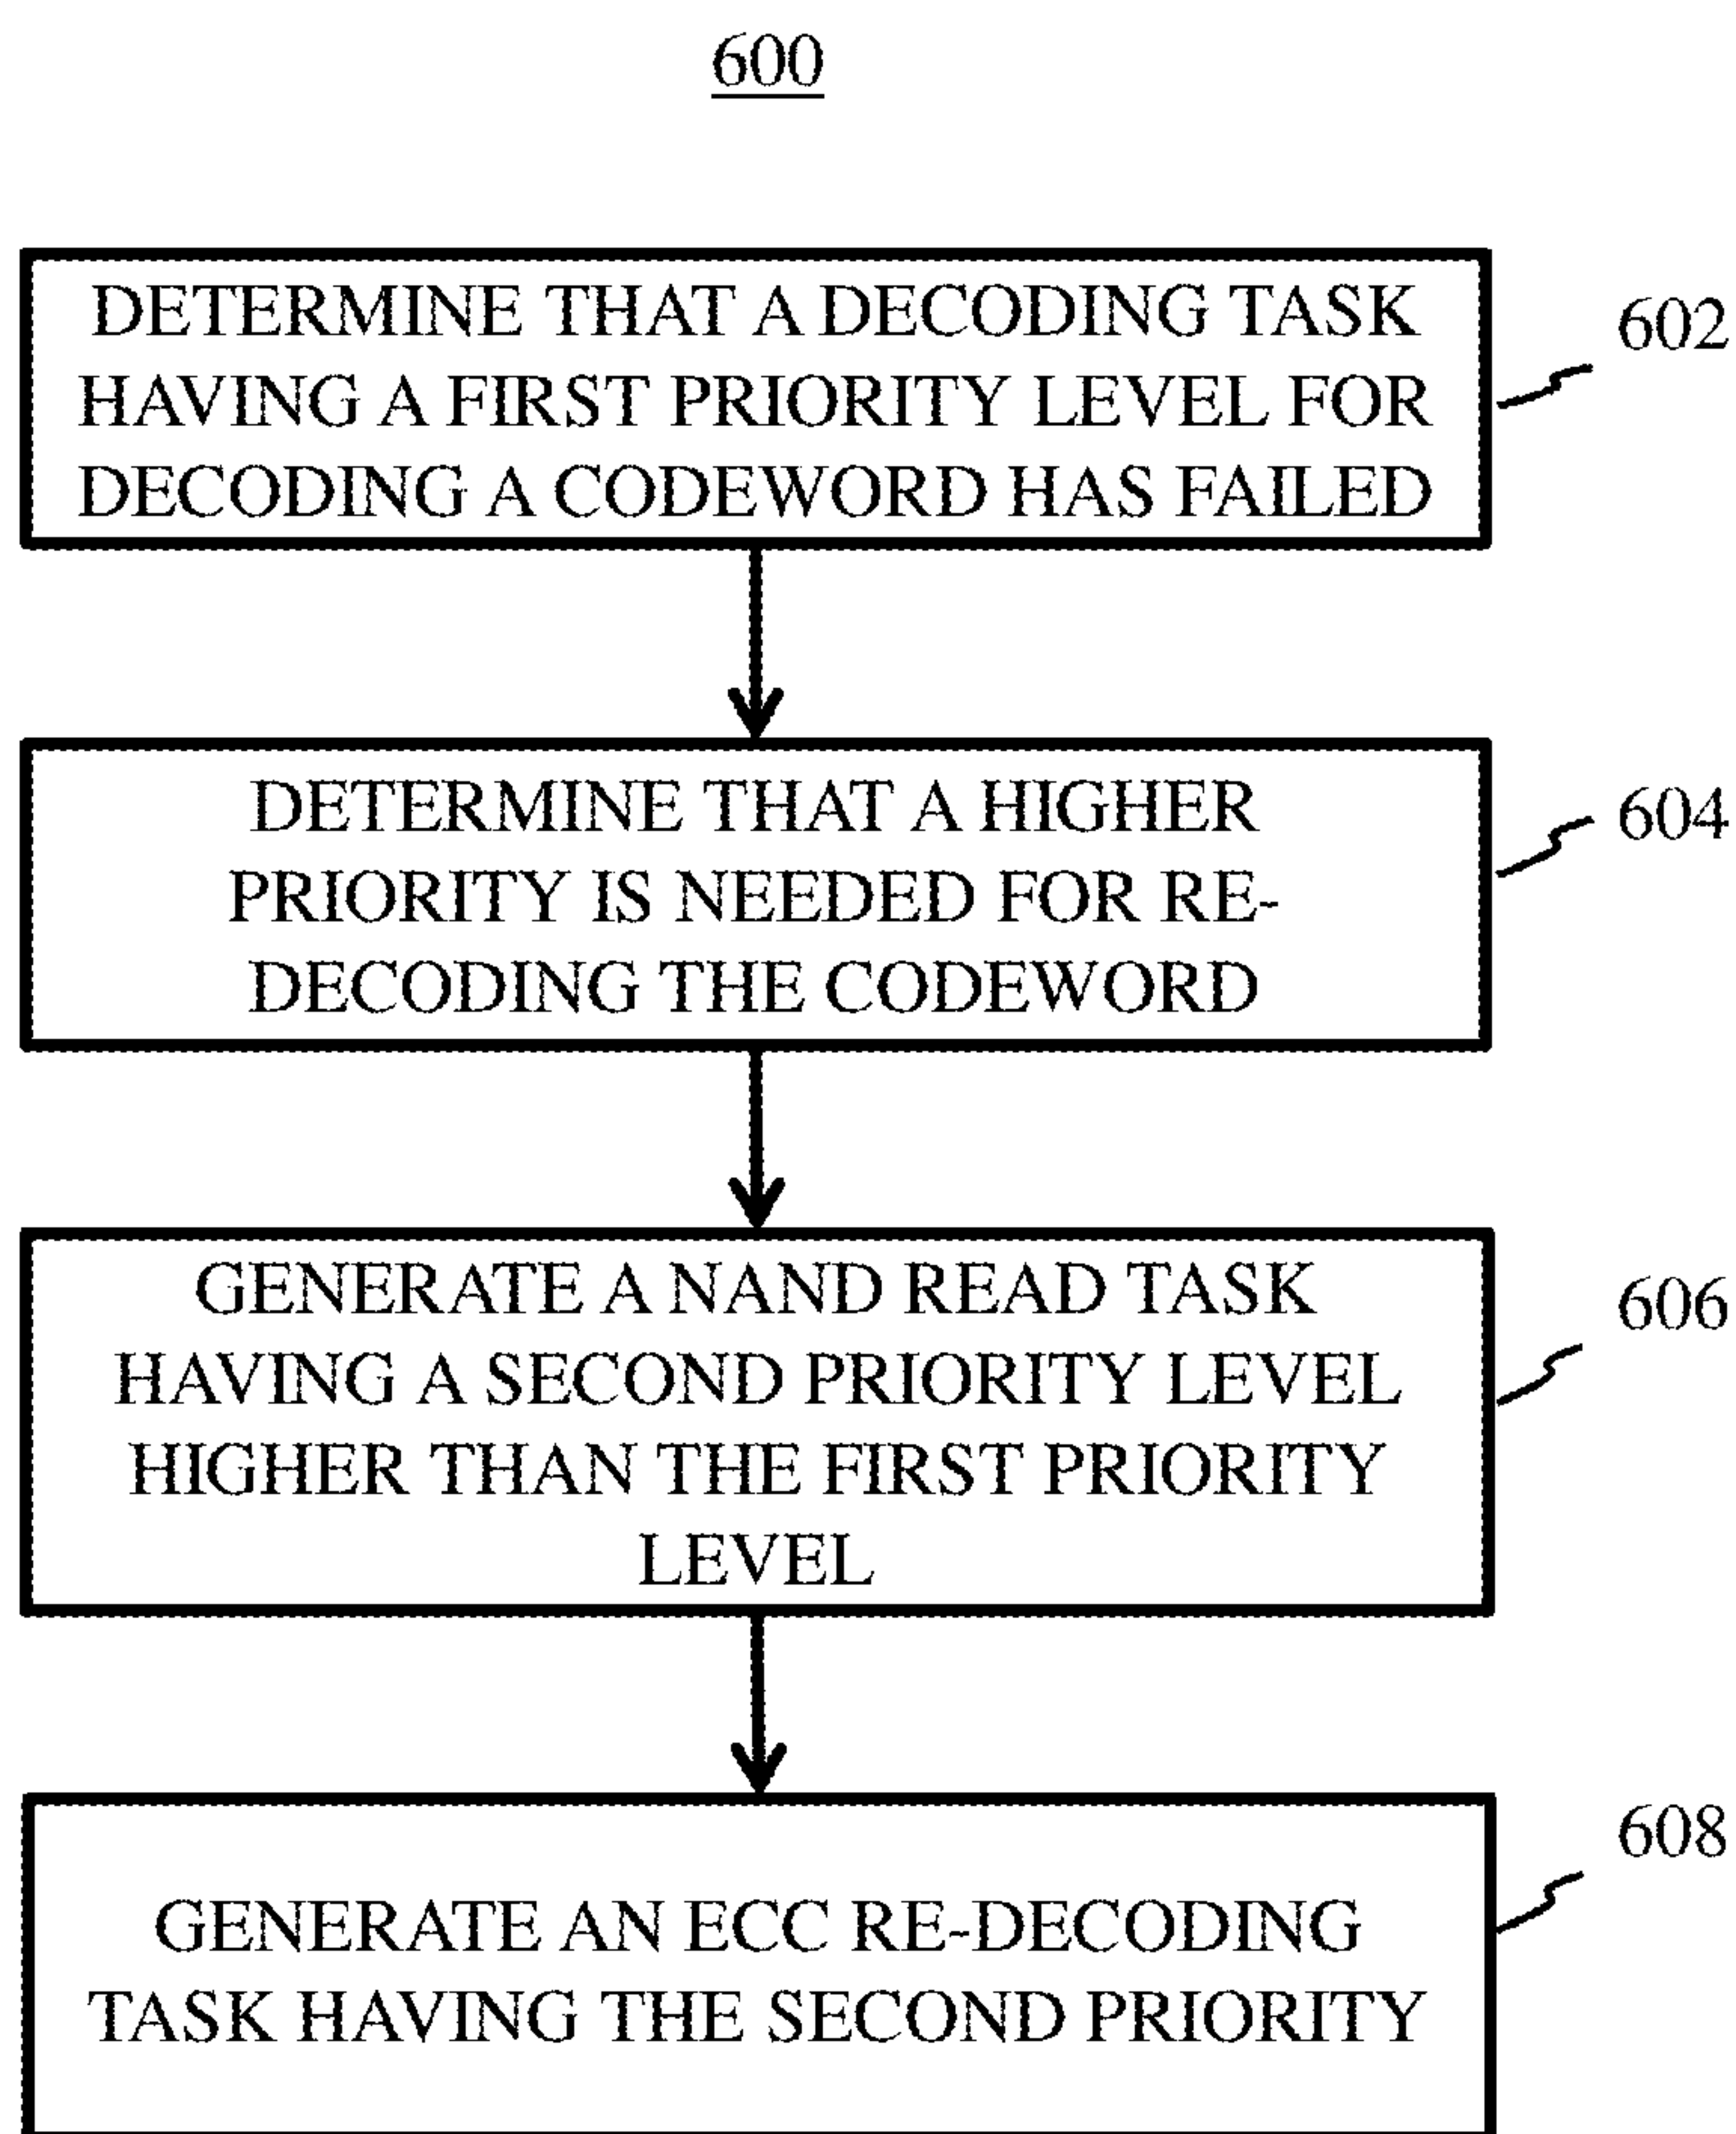 600
DETERMINE THAT A DECODING TASK
HAVING A FIRST PRIORITY LEVEL FOR
DECODING A CODEWORD HAS FAILED
602
DETERMINE THAT A HIGHER
PRIORITY IS NEEDED FOR RE-
DECODING THE CODEWORD
604
GENERATE A NAND READ TASK
HAVING A SECOND PRIORITY LEVEL
HIGHER THAN THE FIRST PRIORITY
LEVEL
606
GENERATE AN ECC RE-DECODING
TASK HAVING THE SECOND PRIORITY
608